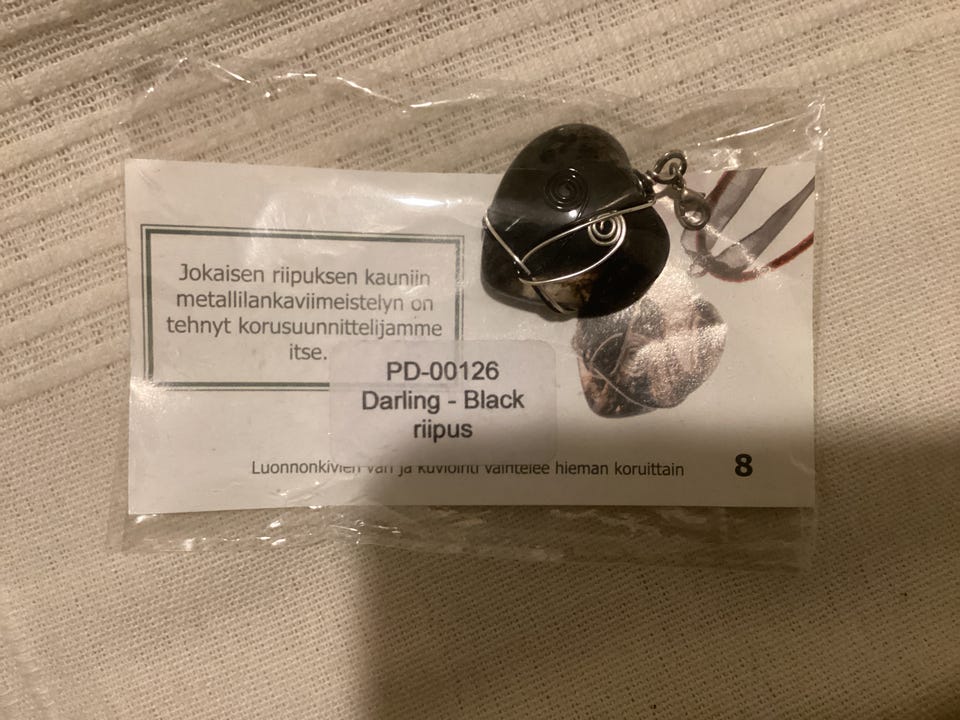 Jokaisen riipuksen kauniin
metallilankaviimeistelyn on
tehnyt korusuunnittelijamme
itse.
PD-00126
Darling - Black
riipus
Luonnonkivien väri ja kuviointi vaihtelee hieman koruittain
8